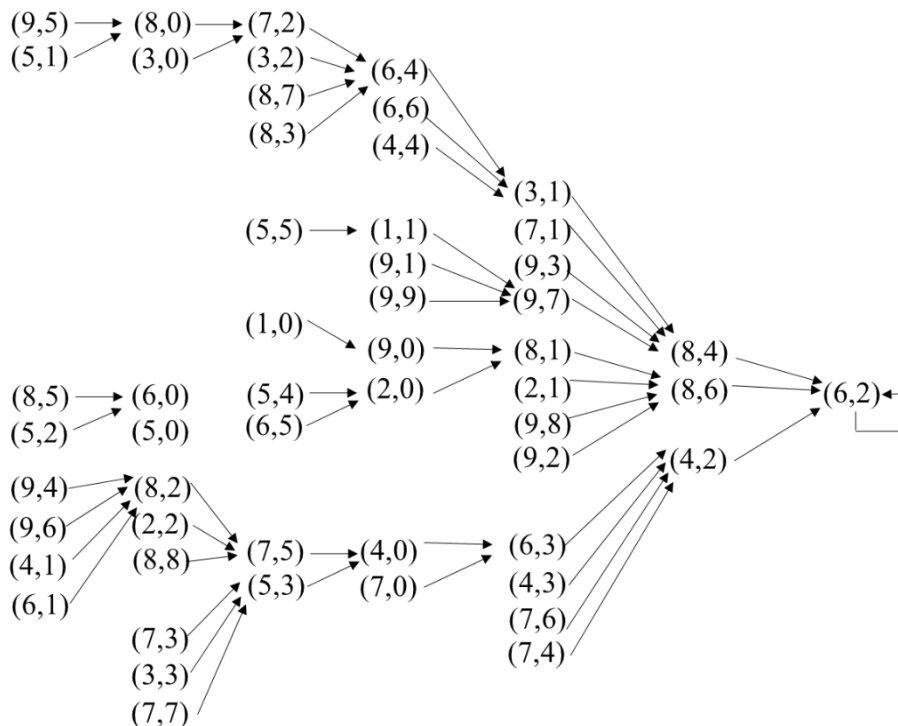 (9,5) (8,0) (7,2)
(5,1) (3,0) (3,2) (6,4)
(8,7) (6,6)
(8,3) (4,4)
(3,1)
(5,5) (1,1) (7,1)
(9,1) (9,3)
(9,9) (9,7)
(1,0)
(9,0) (8,1) (8,4)
(8,5) (6,0) (5,4) (2,0) (2,1) (8,6) (6,2)
(5,2) (5,0) (6,5) (9,8)
(9,2) (4,2)
(9,4) (8,2)
(9,6) (2,2)
(4,1) (8,8) (7,5) (4,0) (6,3)
(6,1) (5,3) (7,0) (4,3)
(7,3) (7,6)
(3,3) (7,4)
(7,7)